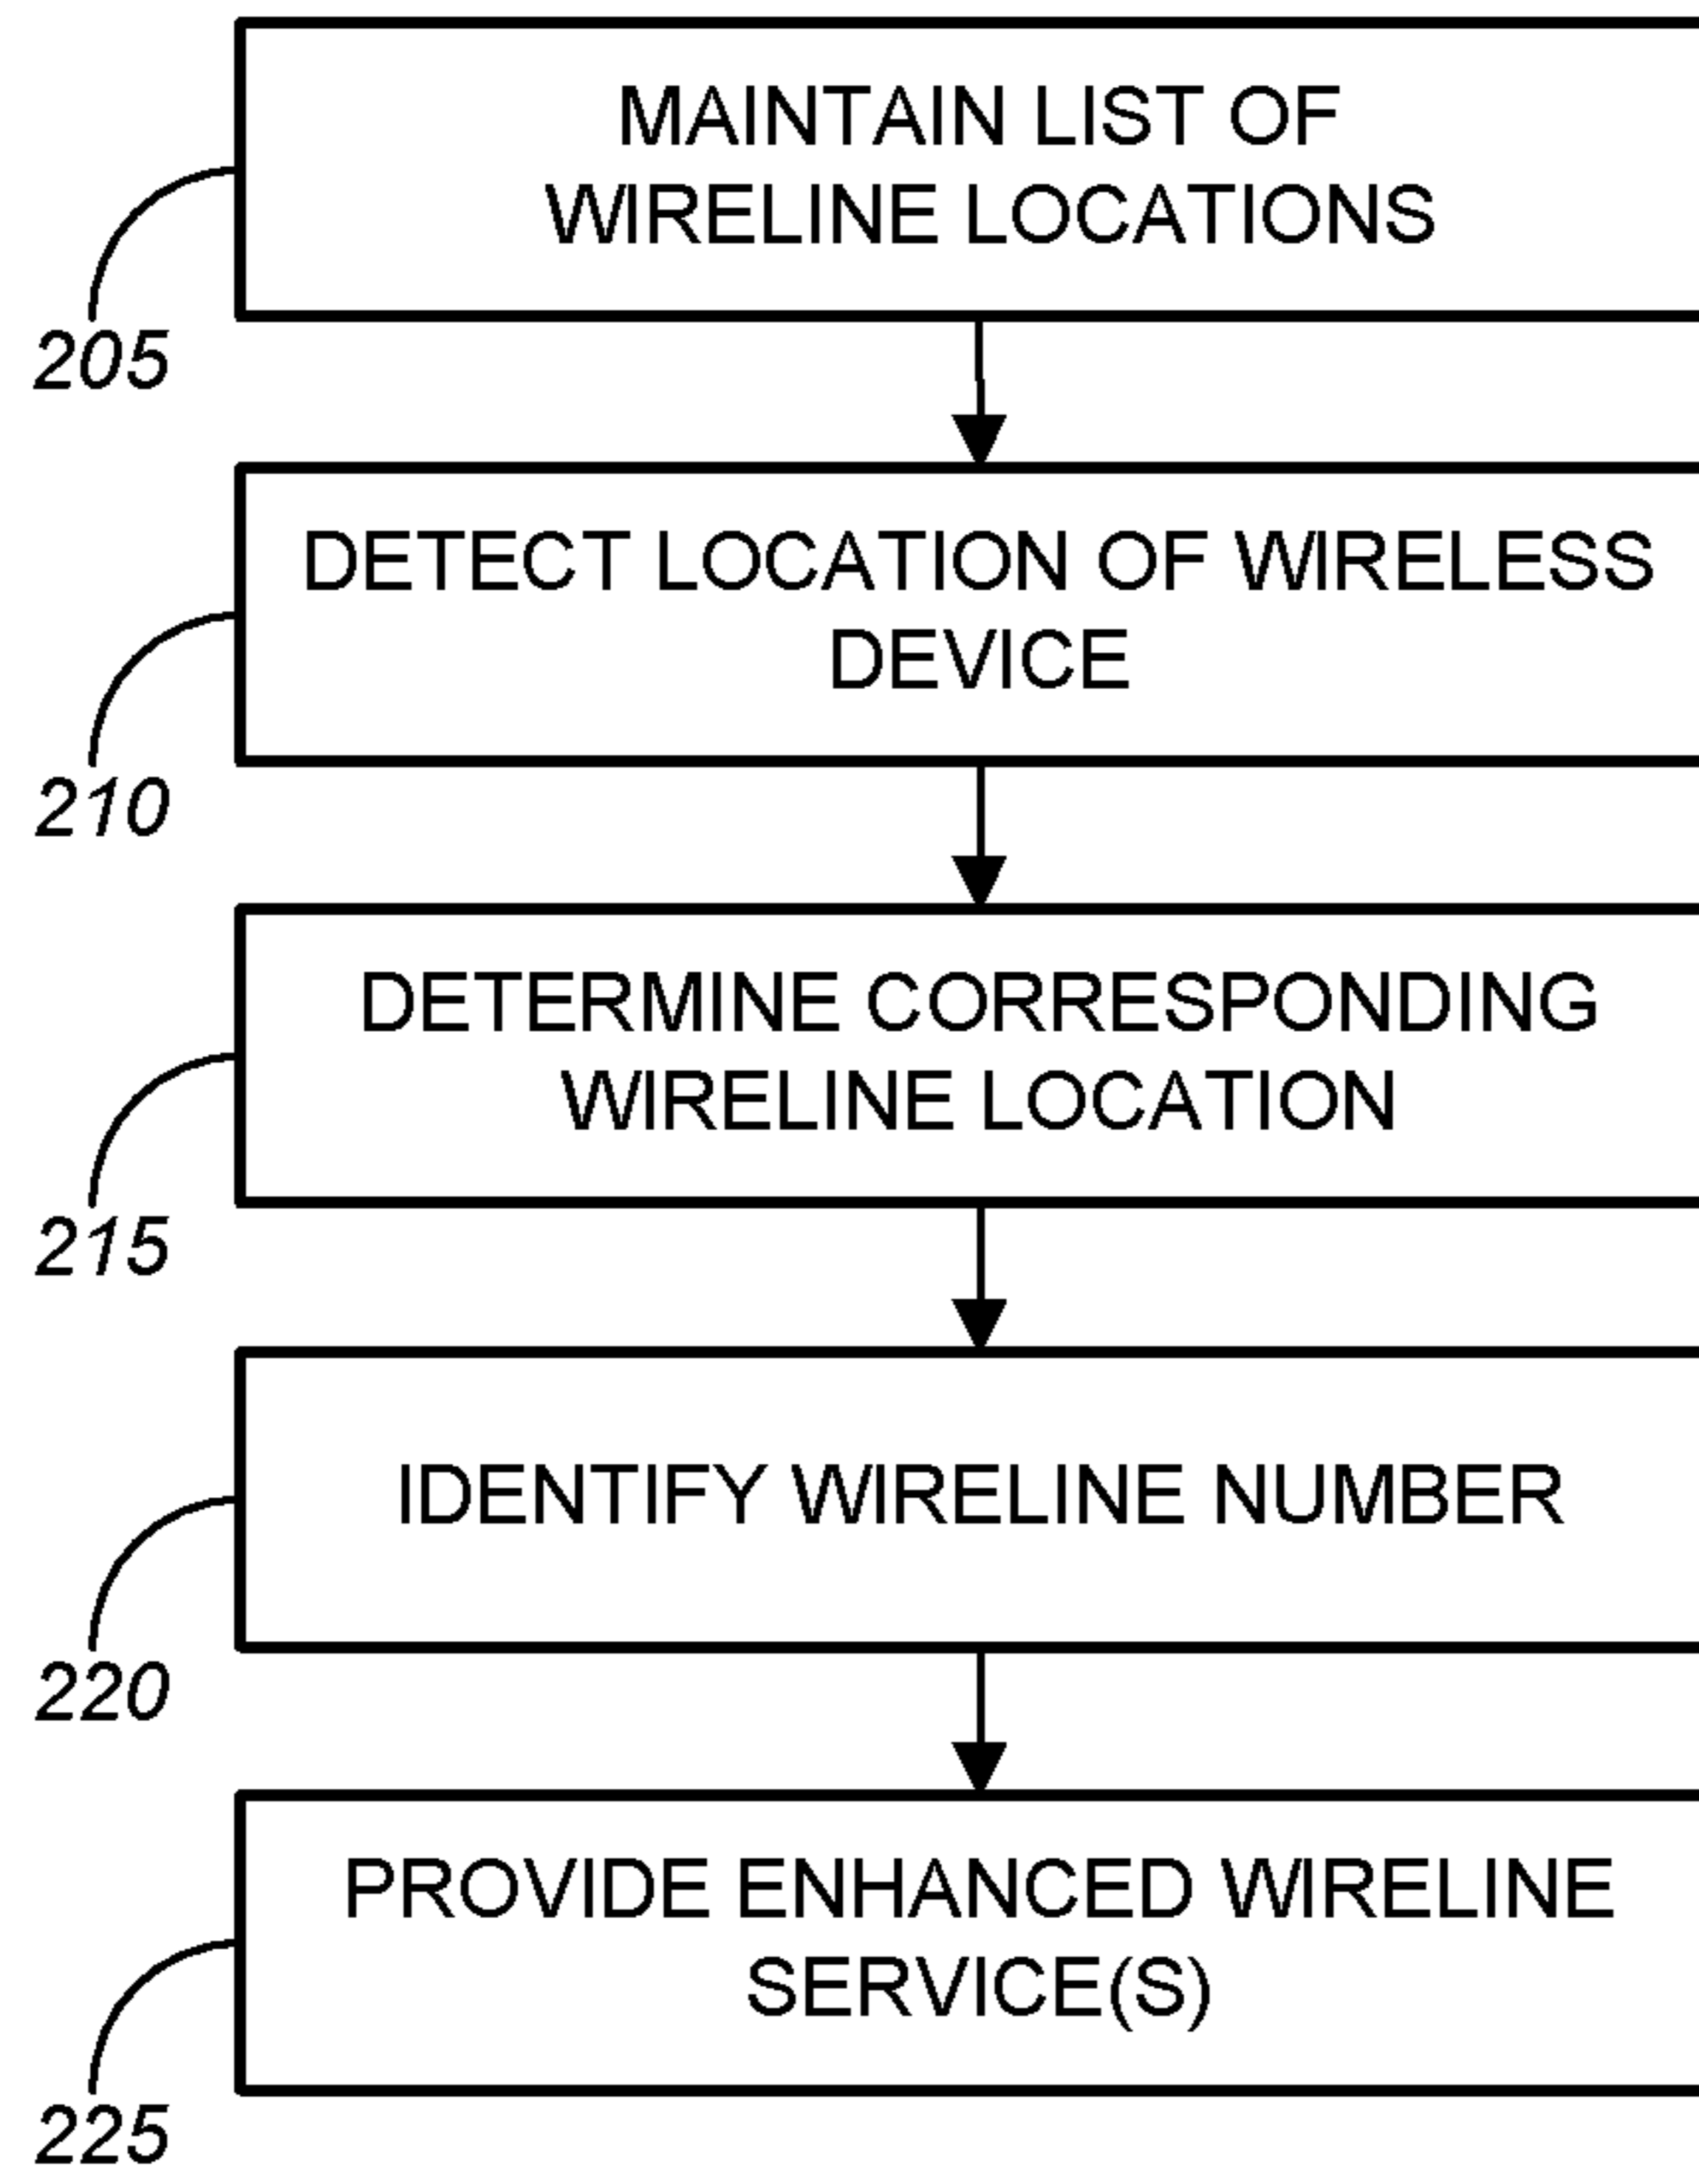 MAINTAIN LIST OF
WIRELINE LOCATIONS
205
DETECT LOCATION OF WIRELESS
DEVICE
210
DETERMINE CORRESPONDING
WIRELINE LOCATION
215
IDENTIFY WIRELINE NUMBER
220
PROVIDE ENHANCED WIRELINE
SERVICE(S)
225